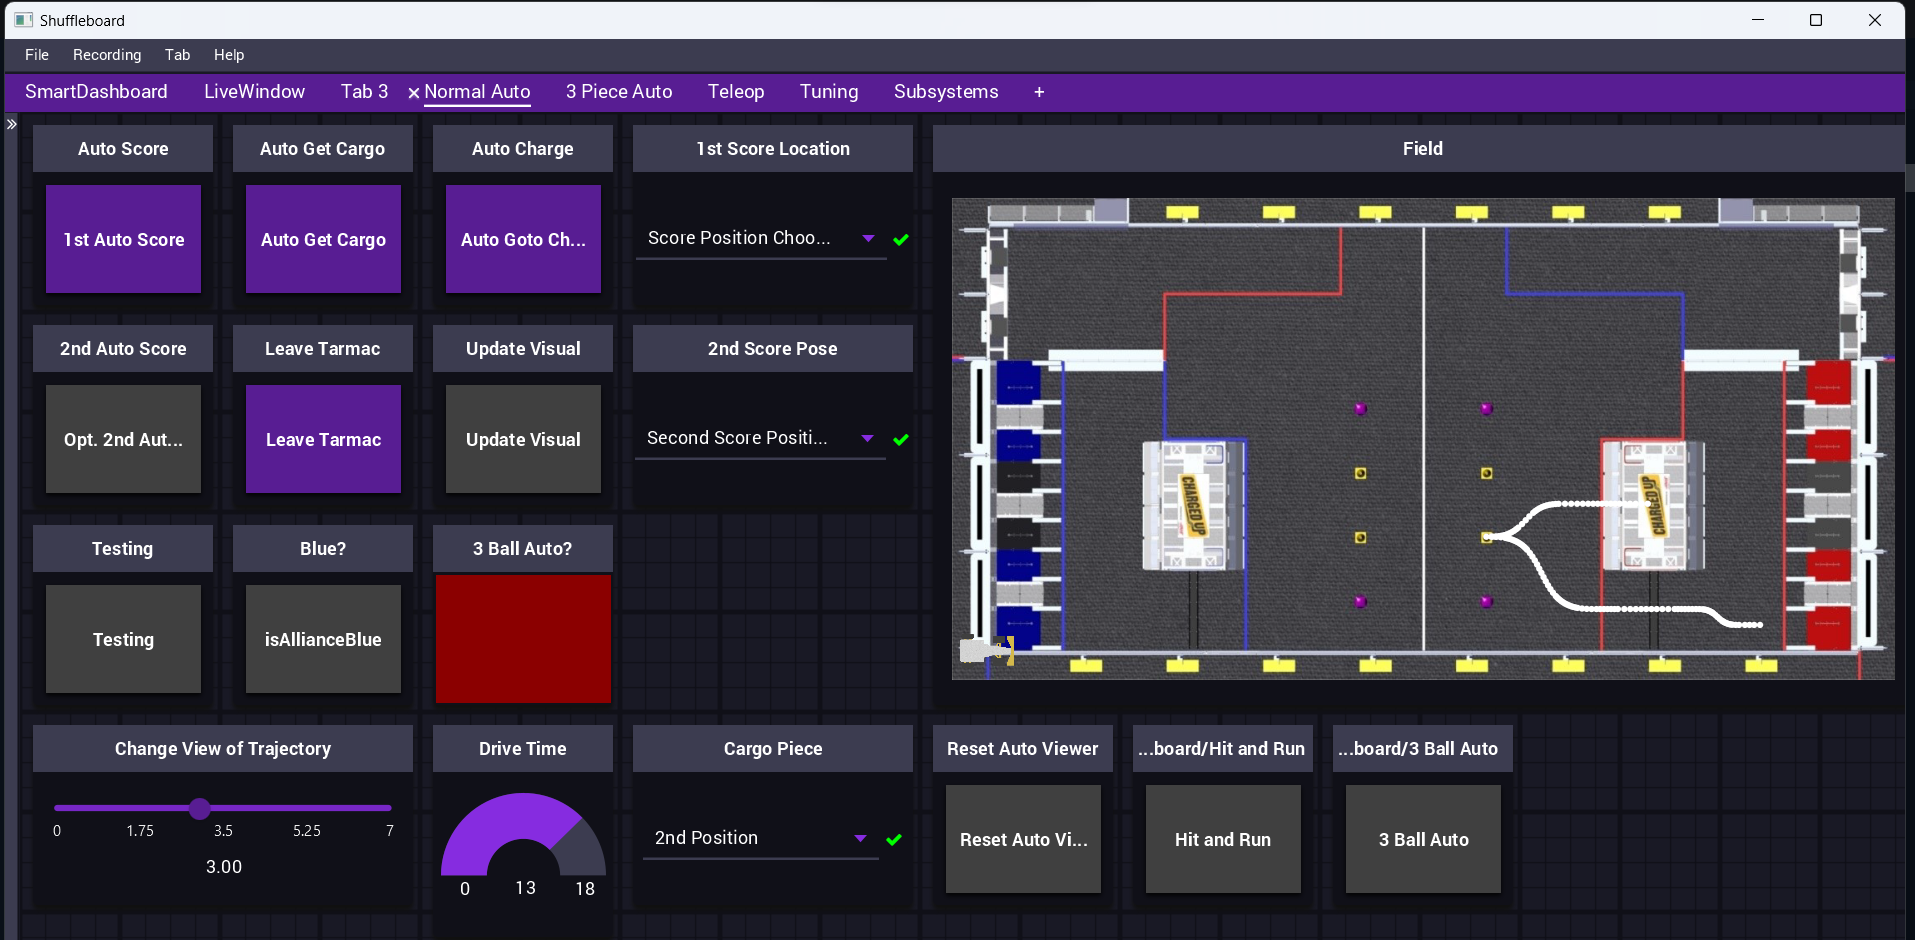 Shuffleboard
File Recording Tab Help
SmartDashboard LiveWindow Tab 3 Normal Auto 3 Piece Auto Teleop Tuning Subsystems +
Auto Score Auto Get Cargo Auto Charge 1st Score Location Field
1st Auto Score Auto Get Cargo Auto Goto Ch... Score Position Choo...
2nd Auto Score Leave Tarmac Update Visual 2nd Score Pose
Opt. 2nd Aut... Leave Tarmac Update Visual Second Score Positi...
CHARGED UP CHARGED UP
Testing Blue? 3 Ball Auto?
Testing isAllianceBlue
Change View of Trajectory Drive Time Cargo Piece Reset Auto Viewer ...board/Hit and Run ...board/3 Ball Auto
0 1.75 3.5 5.25 7
3.00
0 13 18
2nd Position
Reset Auto Vi... Hit and Run 3 Ball Auto